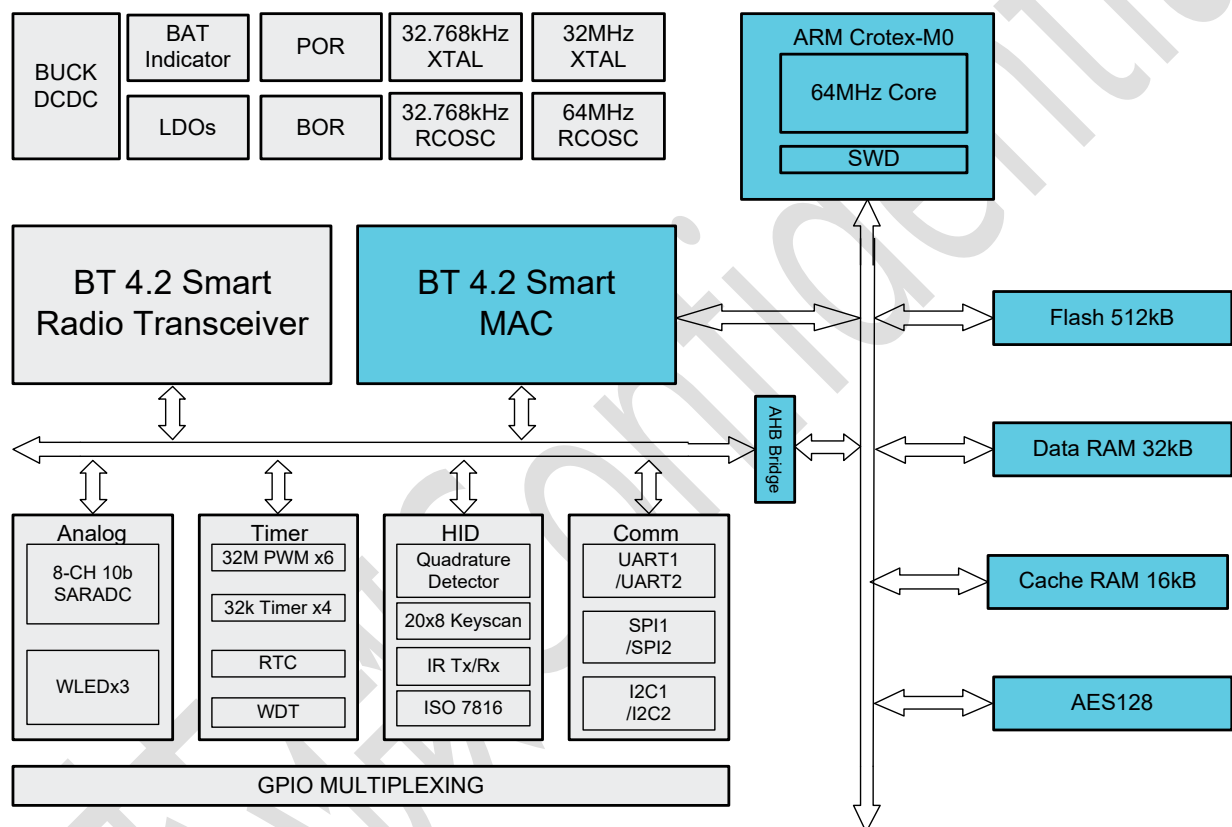 BUCK
DCDC
BAT
Indicator
POR
32.768kHz
XTAL
32MHz
XTAL
LDOs
BOR
32.768kHz
RCOSC
64MHz
RCOSC
ARM Crotex-M0
64MHz Core
SWD
BT 4.2 Smart
Radio Transceiver
BT 4.2 Smart
MAC
Flash 512kB
AHB Bridge
Data RAM 32kB
Cache RAM 16kB
AES128
Analog
8-CH 10b
SARADC
WLEDx3
Timer
32M PWM x6
32k Timer x4
RTC
WDT
HID
Quadrature
Detector
20x8 Keyscan
IR Tx/Rx
ISO 7816
Comm
UART1
/UART2
SPI1
/SPI2
I2C1
/I2C2
GPIO MULTIPLEXING